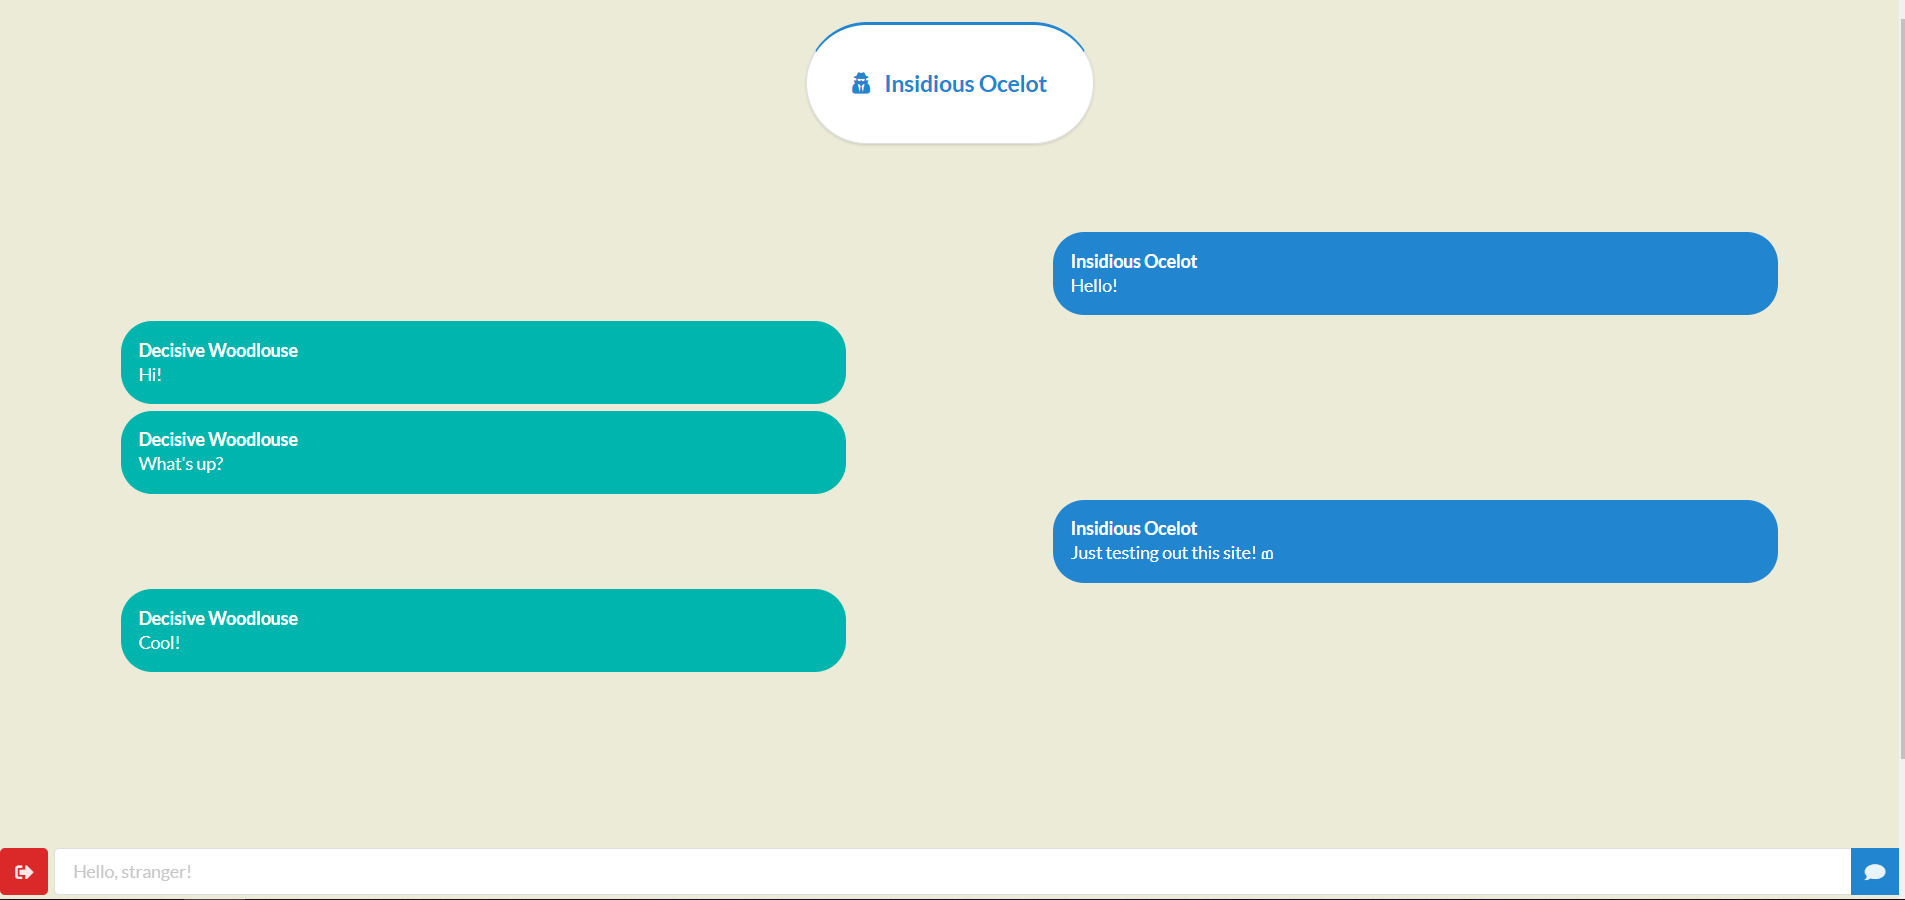 Insidious Ocelot
Insidious Ocelot
Hello!
Decisive Woodlouse
Hi!
Decisive Woodlouse
What's up?
Insidious Ocelot
Just testing out this site! ത
Decisive Woodlouse
Cool!
Hello, stranger!